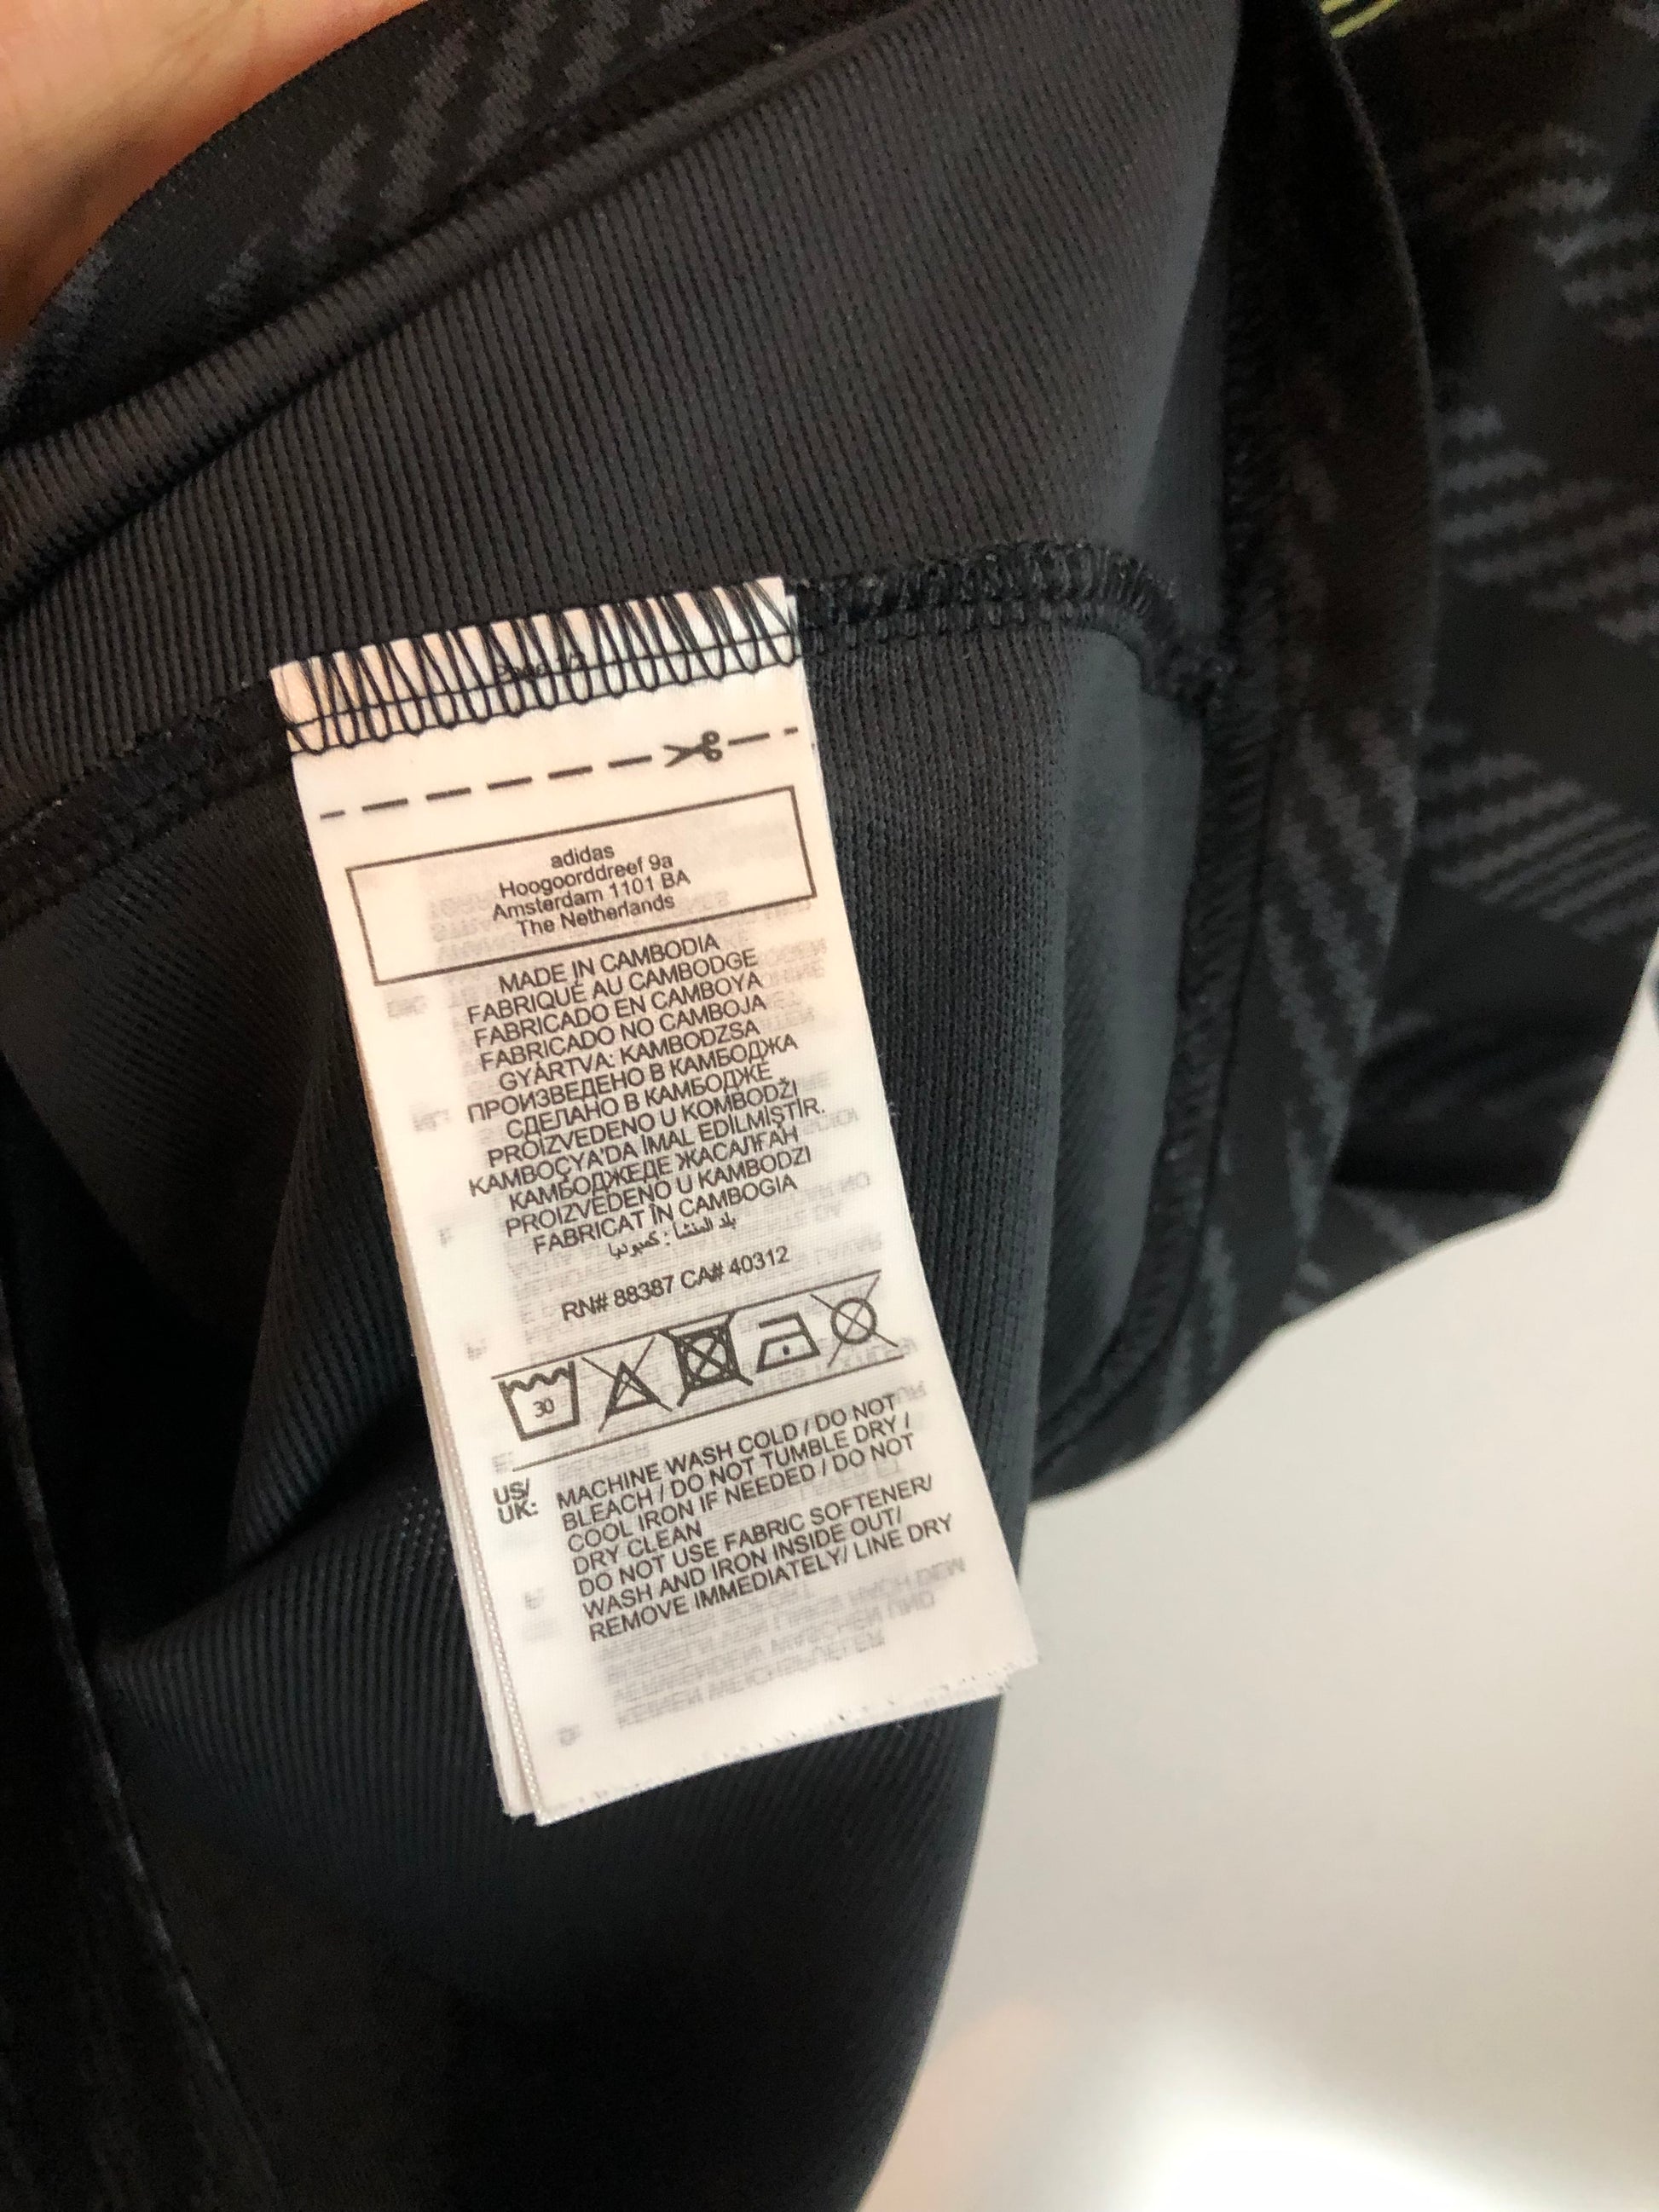 adidas
Hoogoorddreef 9a
Amsterdam 1101 BA
The Netherlands
MADE IN CAMBODIA
FABRIQUÉ AU CAMBODGE
FABRICADO EN CAMBOYA
FABRICADO NO CAMBOJA
GYÁRTVA: KAMBODZSA
ПРОИЗВЕДЕНО В КАМБОДЖА
СДЕЛАНО В КАМБОДЖЕ
PROIZVEDENO U KOMBODŽI
KAMBOÇYA'DA İMAL EDİLMİŞTİR.
КАМБОДЖЕДЕ ЖАСАЛҒАН
PROIZVEDENO U KAMBODZI
FABRICAT ÎN CAMBOGIA
بلد المنشأ : كمبوديا
RN# 88387 CA# 40312
30
US/
UK:
MACHINE WASH COLD / DO NOT
BLEACH / DO NOT TUMBLE DRY /
COOL IRON IF NEEDED / DO NOT
DRY CLEAN
DO NOT USE FABRIC SOFTENER/
WASH AND IRON INSIDE OUT/
REMOVE IMMEDIATELY/ LINE DRY